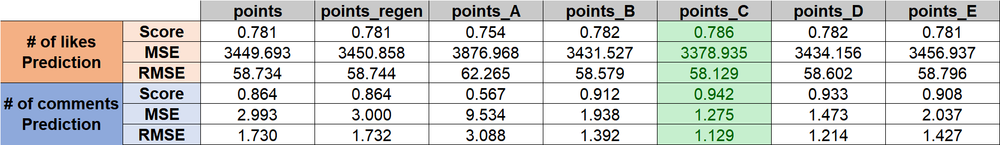 points points_regen points_A points_B points_C points_D points_E
# of likes Prediction Score 0.781 0.781 0.754 0.782 0.786 0.782 0.781
MSE 3449.693 3450.858 3876.968 3431.527 3378.935 3434.156 3456.937
RMSE 58.734 58.744 62.265 58.579 58.129 58.602 58.796
# of comments Prediction Score 0.864 0.864 0.567 0.912 0.942 0.933 0.908
MSE 2.993 3.000 9.534 1.938 1.275 1.473 2.037
RMSE 1.730 1.732 3.088 1.392 1.129 1.214 1.427